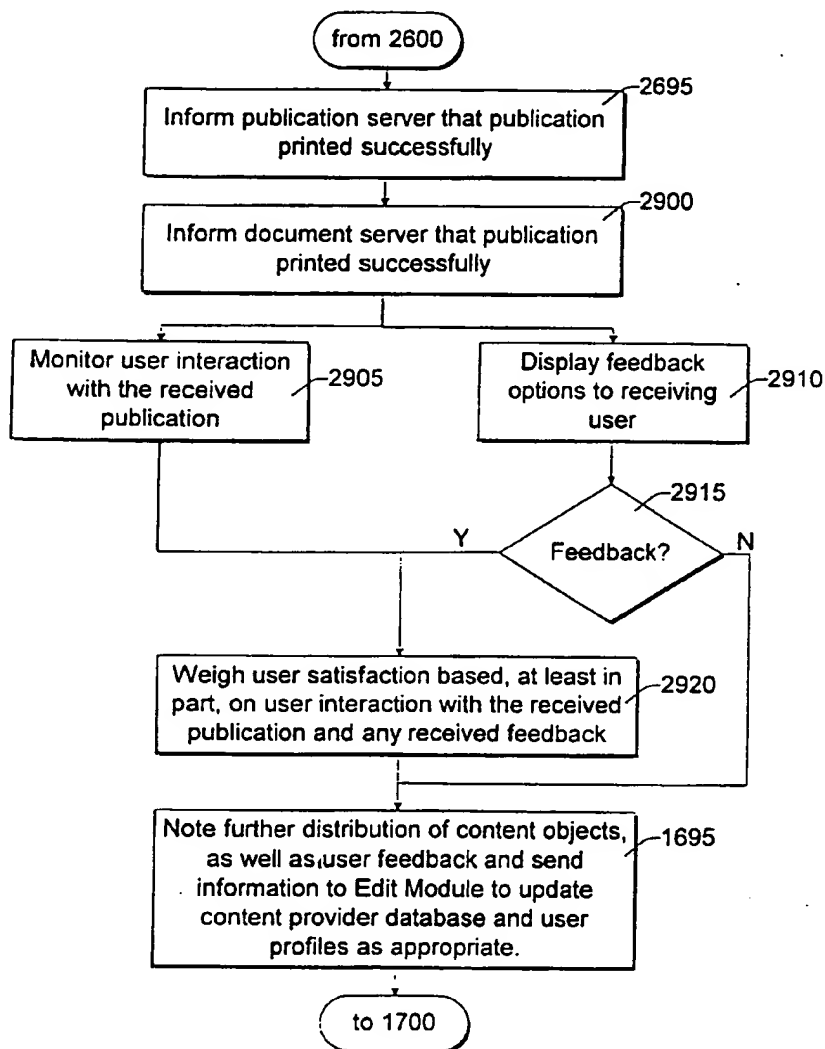 from 2600
2695
Inform publication server that publication
printed successfully
2900
Inform document server that publication
printed successfully
Monitor user interaction
with the received
publication
2905
Display feedback
options to receiving
user
2910
2915
Y
Feedback?
N
Weigh user satisfaction based, at least in
part, on user interaction with the received
publication and any received feedback
2920
Note further distribution of content objects,
as well as user feedback and send
information to Edit Module to update
content provider database and user
profiles as appropriate.
1695
to 1700